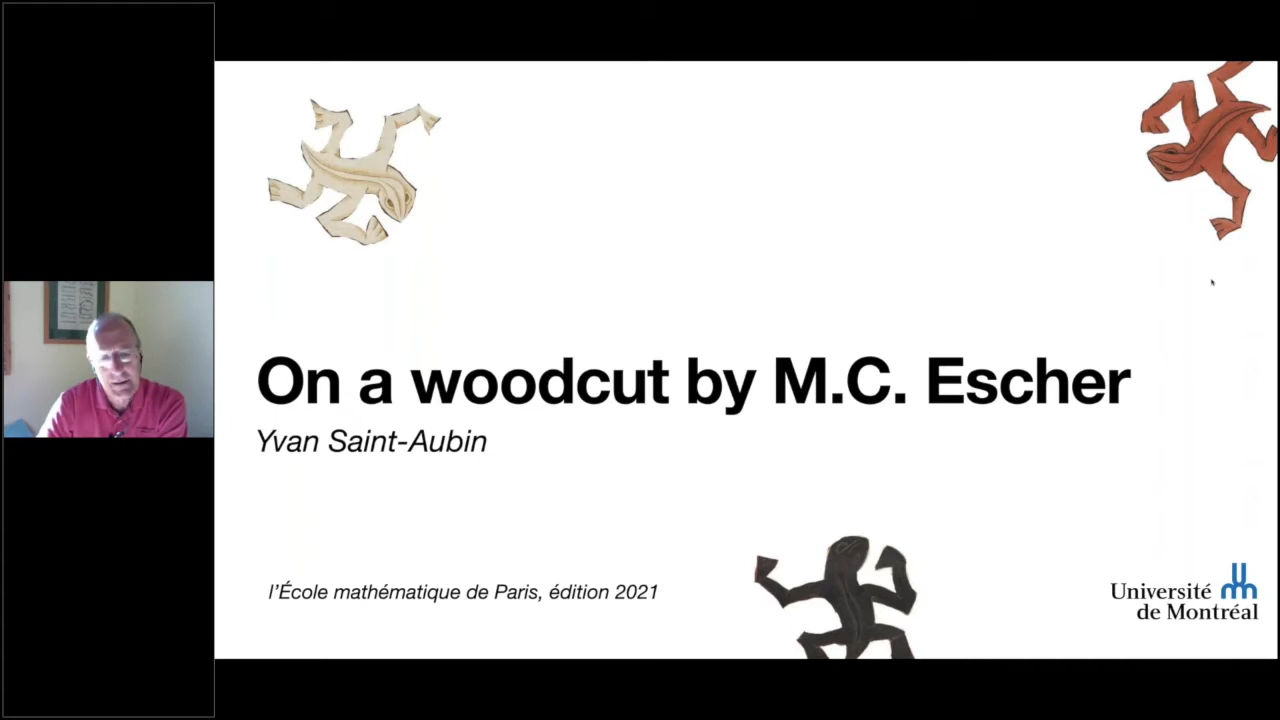 On a woodcut by M.C. Escher
Yvan Saint-Aubin
l'École mathématique de Paris, édition 2021
Université
de Montréal